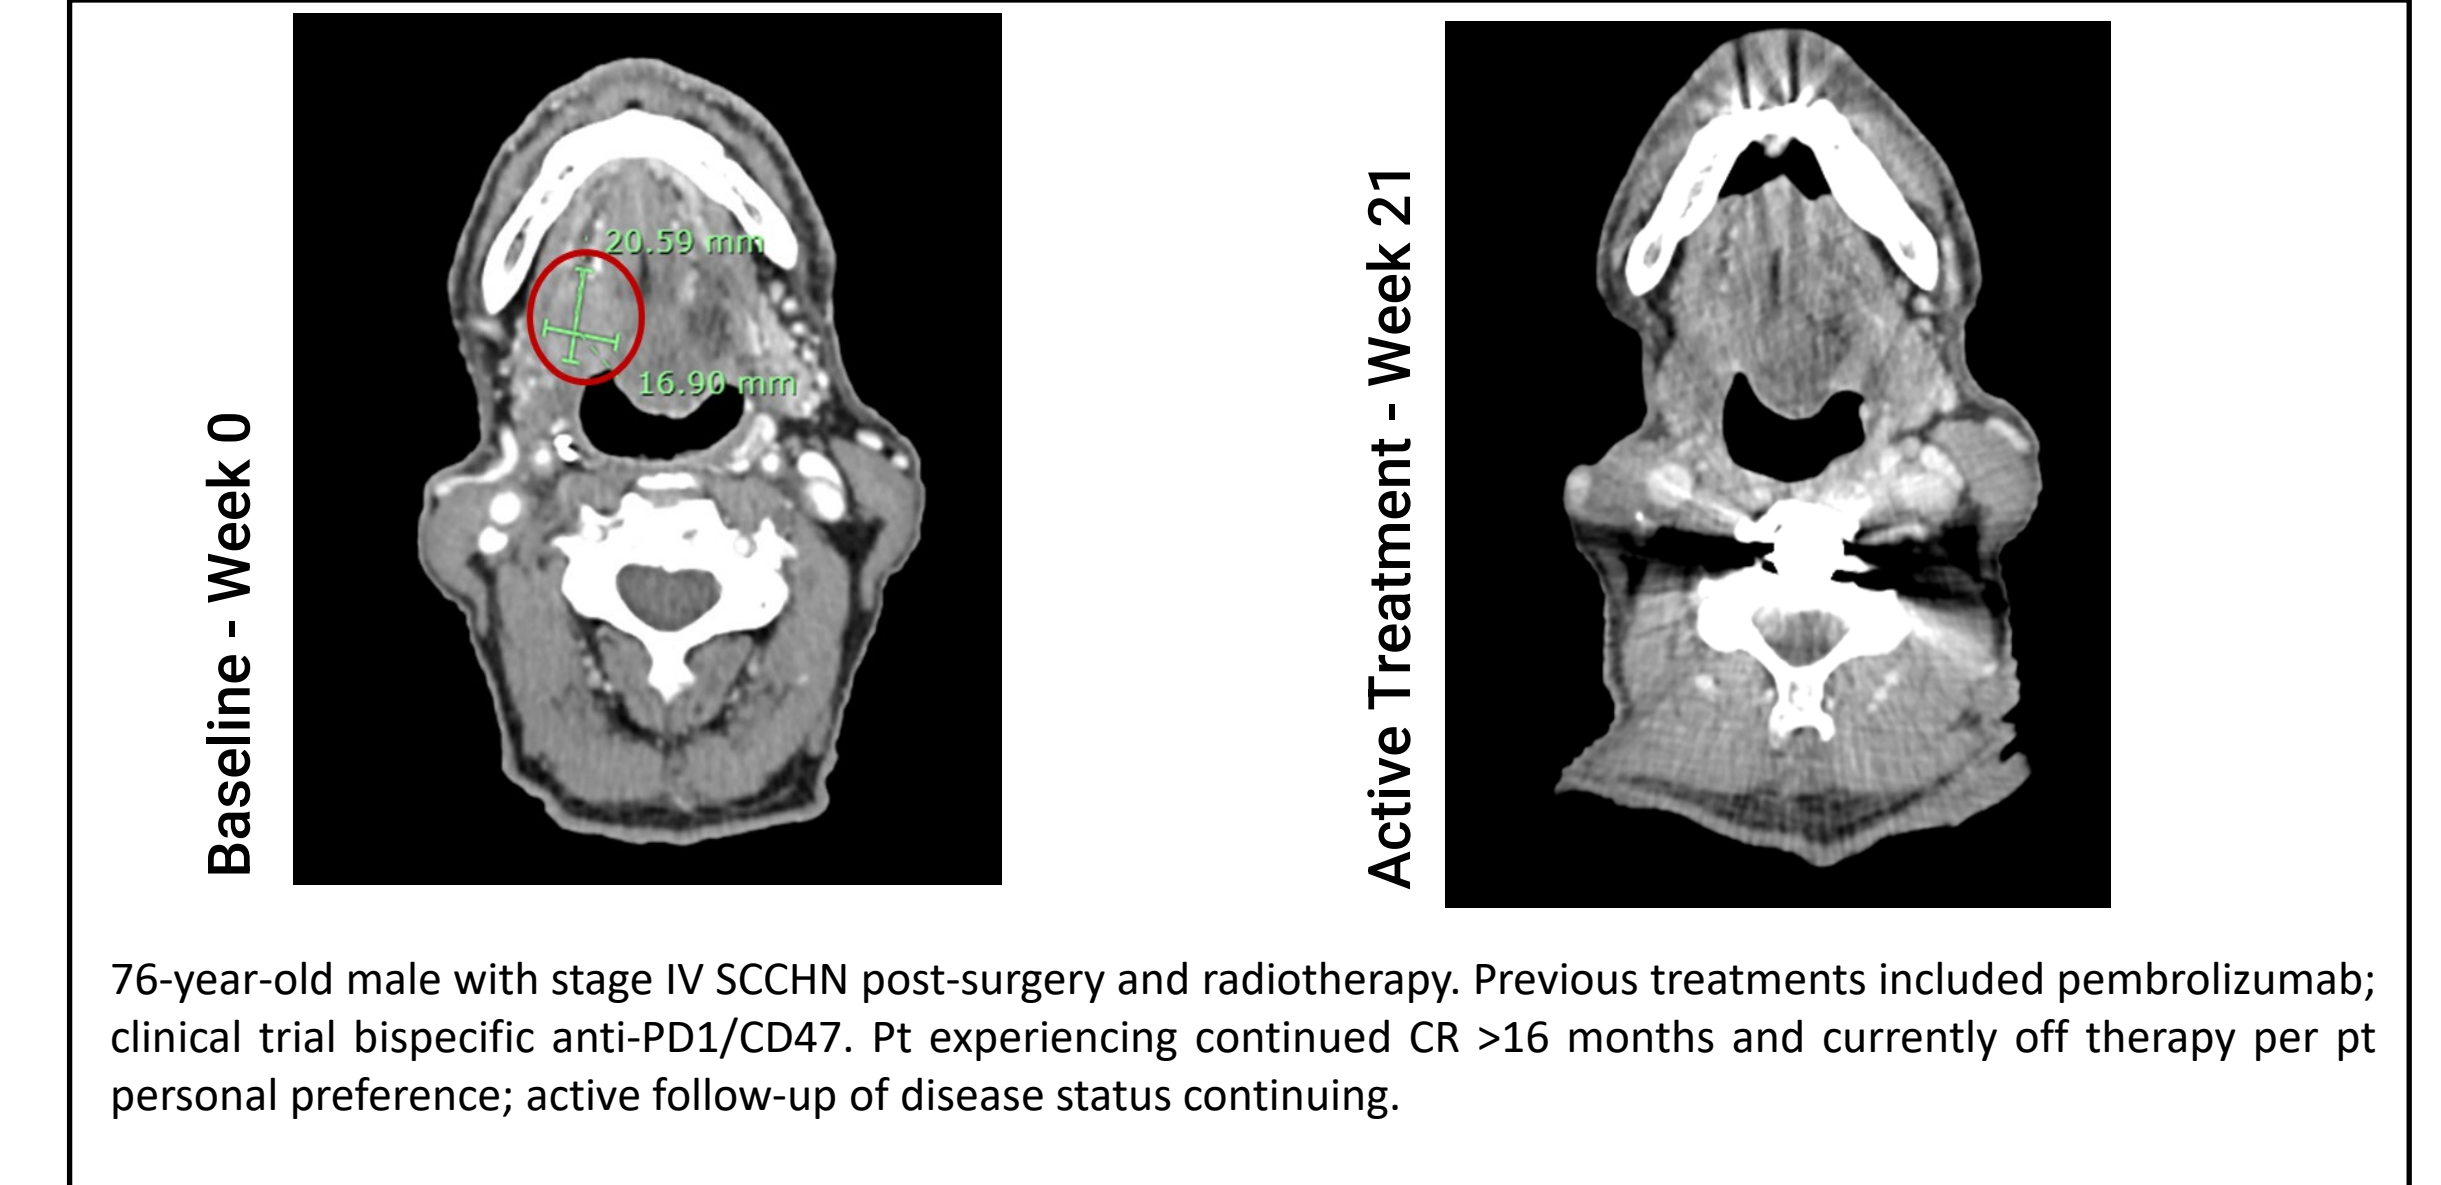 Baseline - Week 0
20.59 mm
16.90 mm
Active Treatment - Week 21
76-year-old male with stage IV SCCHN post-surgery and radiotherapy. Previous treatments included pembrolizumab;
clinical trial bispecific anti-PD1/CD47. Pt experiencing continued CR >16 months and currently off therapy per pt
personal preference; active follow-up of disease status continuing.